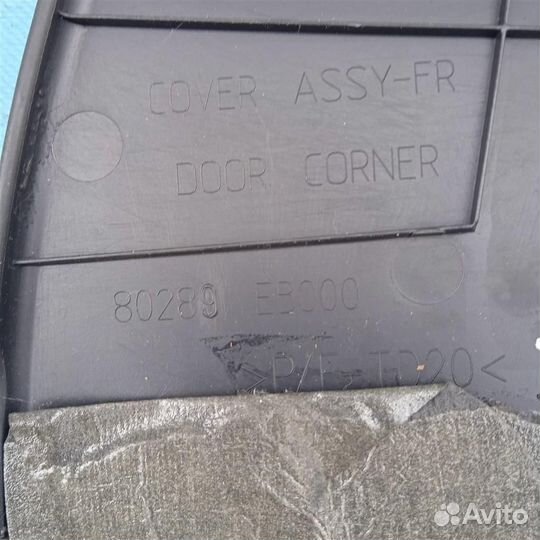 COVER ASSY-FR
DOOR CORNER
80289 EB000
>P/E-TD20<
Avito